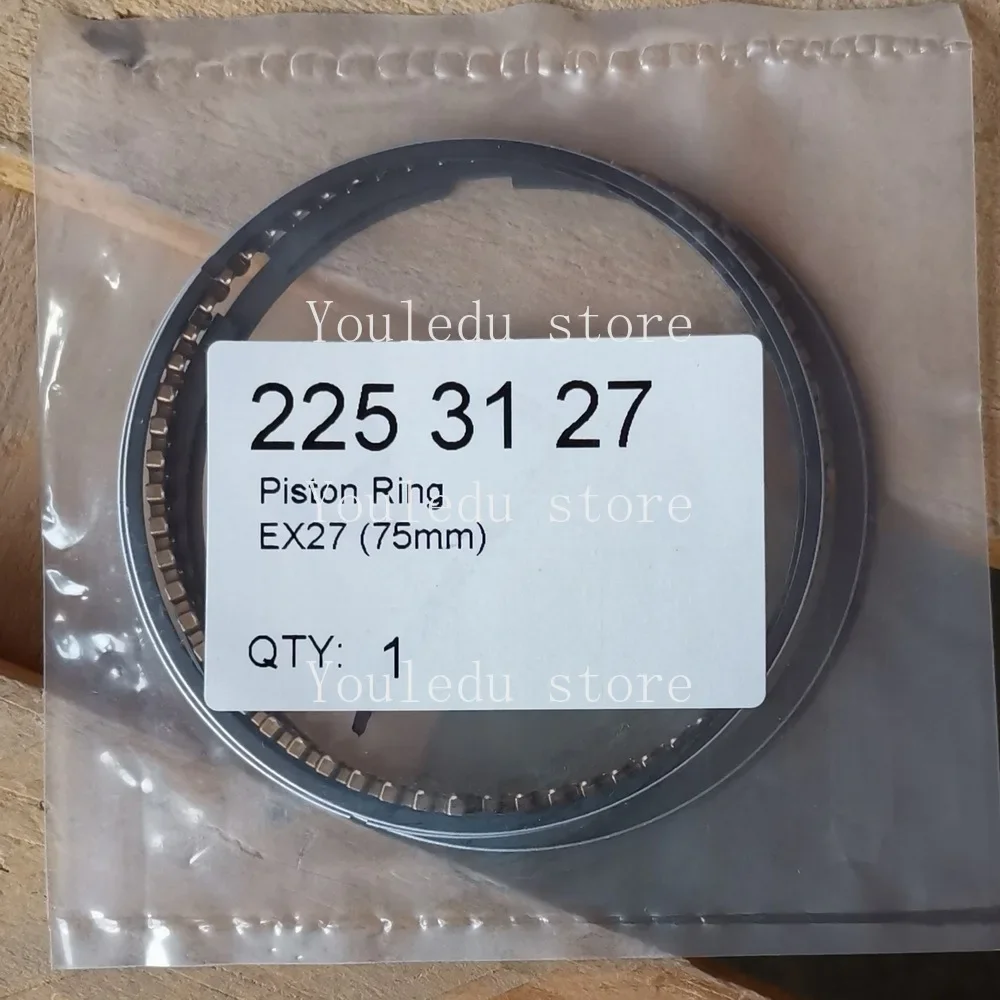 Youledu store
225 31 27
Piston Ring
Youledu store
EX27 (75mm)
QTY: 1
Youledu store